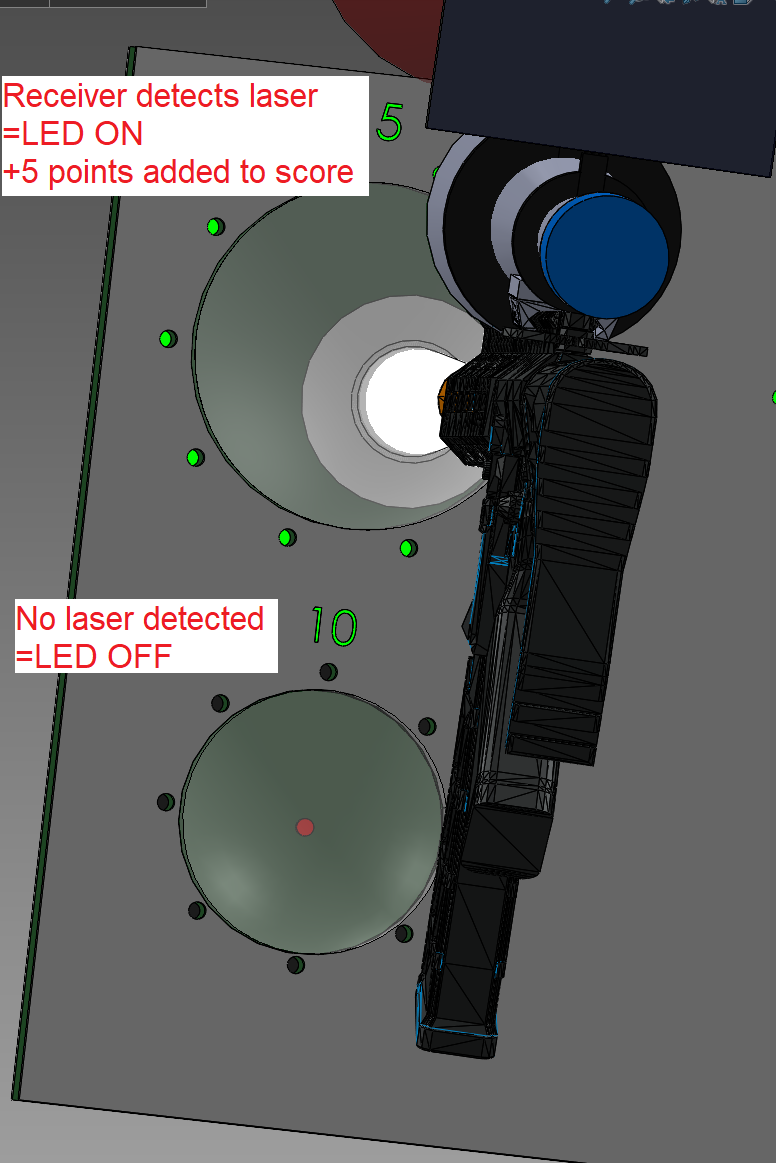 Receiver detects laser
=LED ON
+5 points added to score
5
No laser detected
=LED OFF
10